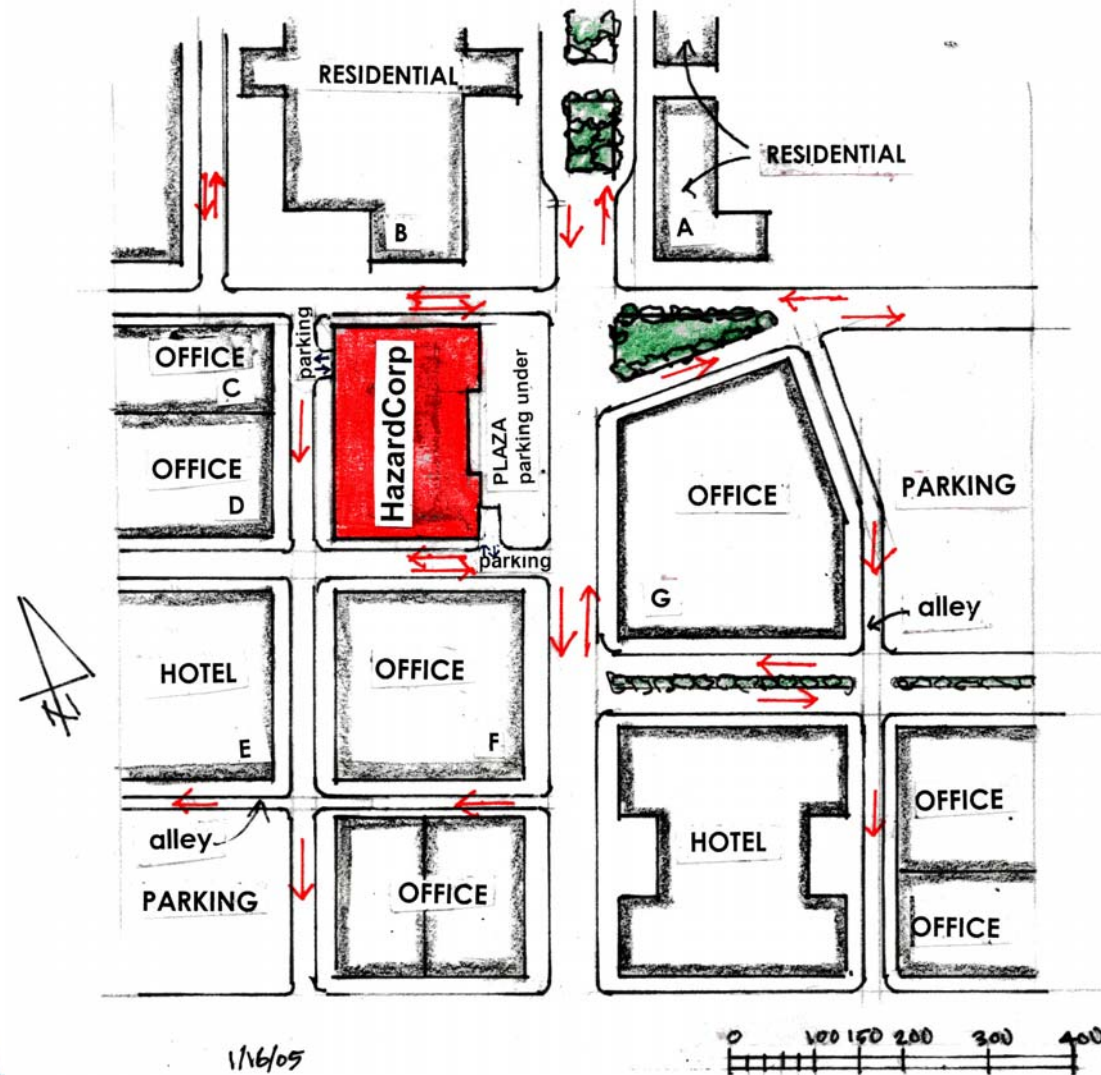 RESIDENTIAL
RESIDENTIAL
B
A
OFFICE
C
parking
HazardCorp
PLAZA
parking under
OFFICE
D
OFFICE
PARKING
parking
G
alley
HOTEL
E
OFFICE
F
alley
PARKING
OFFICE
HOTEL
OFFICE
OFFICE
1/16/05
0 100 150 200 300 400